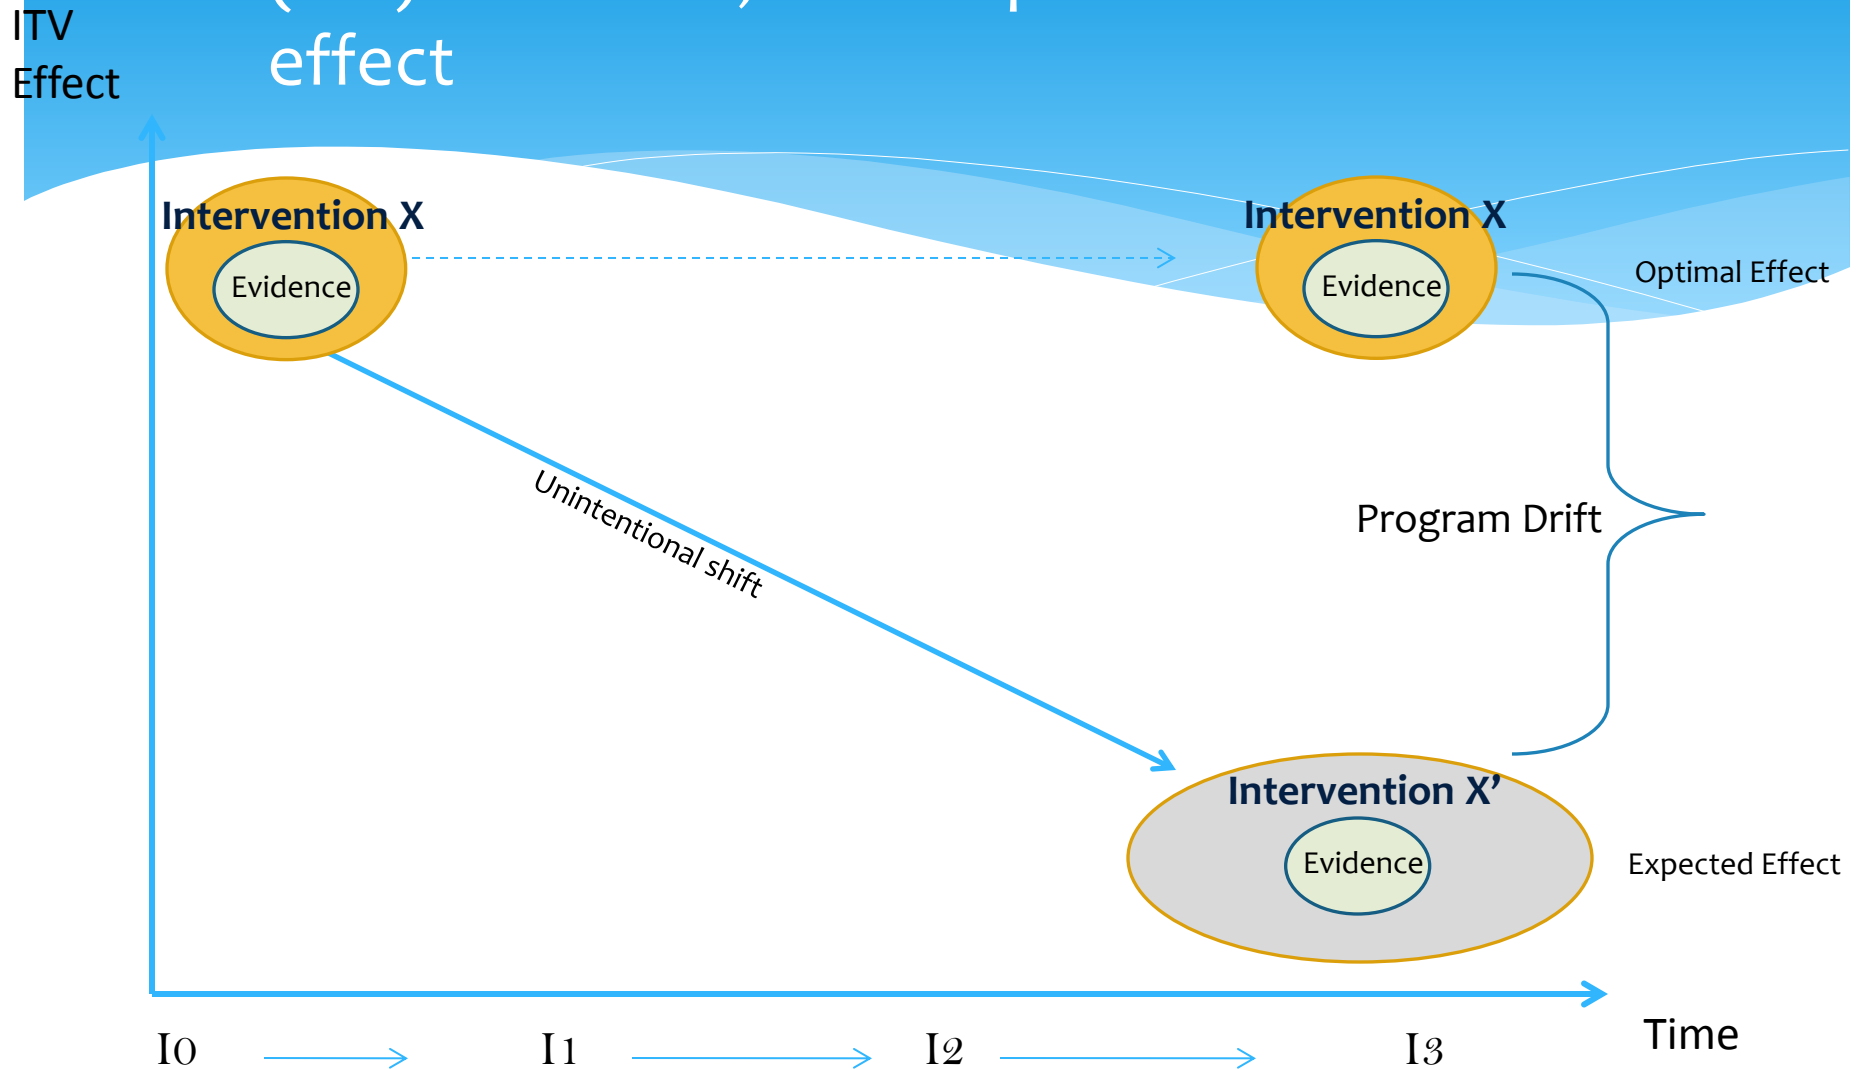 ITV
Effect
effect
Intervention X
Evidence
Intervention X
Evidence
Optimal Effect
Unintentional shift
Program Drift
Intervention X’
Evidence
Expected Effect
Time
I0
I1
I2
I3